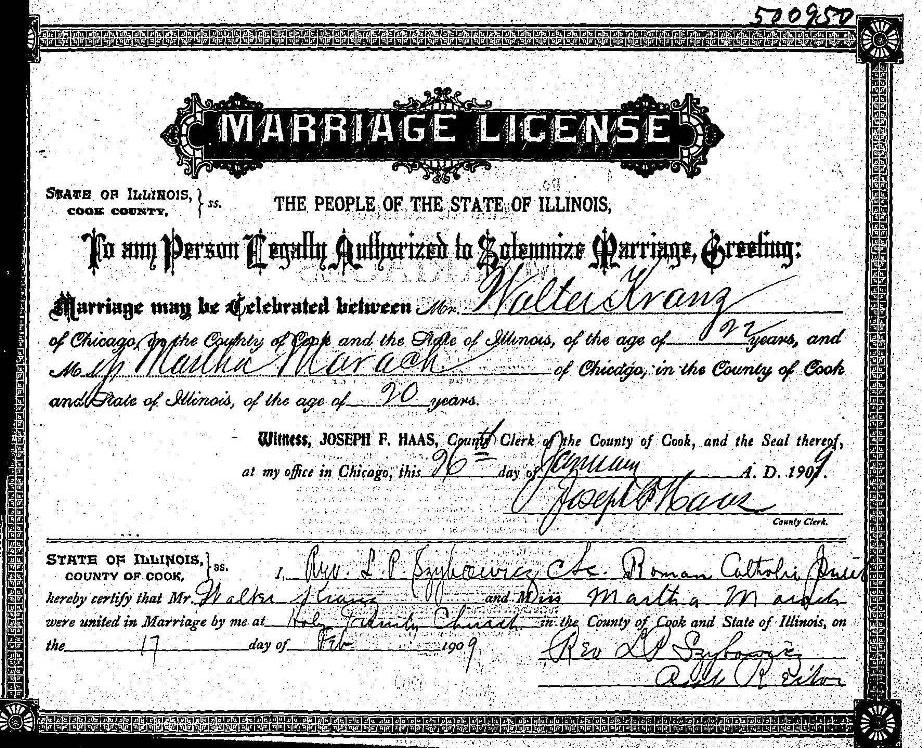 500950
MARRIAGE LICENSE
STATE OF ILLINOIS, } ss.
COOK COUNTY,
THE PEOPLE OF THE STATE OF ILLINOIS,
To any Person Legally Authorized to Solemnize Marriage, Greeting:
Marriage may be Celebrated between Mr. Walter Kranz
of Chicago, in the County of Cook and the State of Illinois, of the age of 22 years, and
Miss Martha Marach of Chicago, in the County of Cook
and State of Illinois, of the age of 20 years.
Witness, JOSEPH F. HAAS, County Clerk of the County of Cook, and the Seal thereof,
at my office in Chicago, this 26th day of January A. D. 1909.
Joseph F Haas
County Clerk.
STATE OF ILLINOIS, } ss.
COUNTY OF COOK,
I, Rev. L. P. Szybowicz Roman Catholic Priest
hereby certify that Mr. Walter Kranz and Miss Martha Marach
were united in Marriage by me at Holy Trinity Church in the County of Cook and State of Illinois, on
the 17 day of Feb 1909
Rev L P Szybowicz